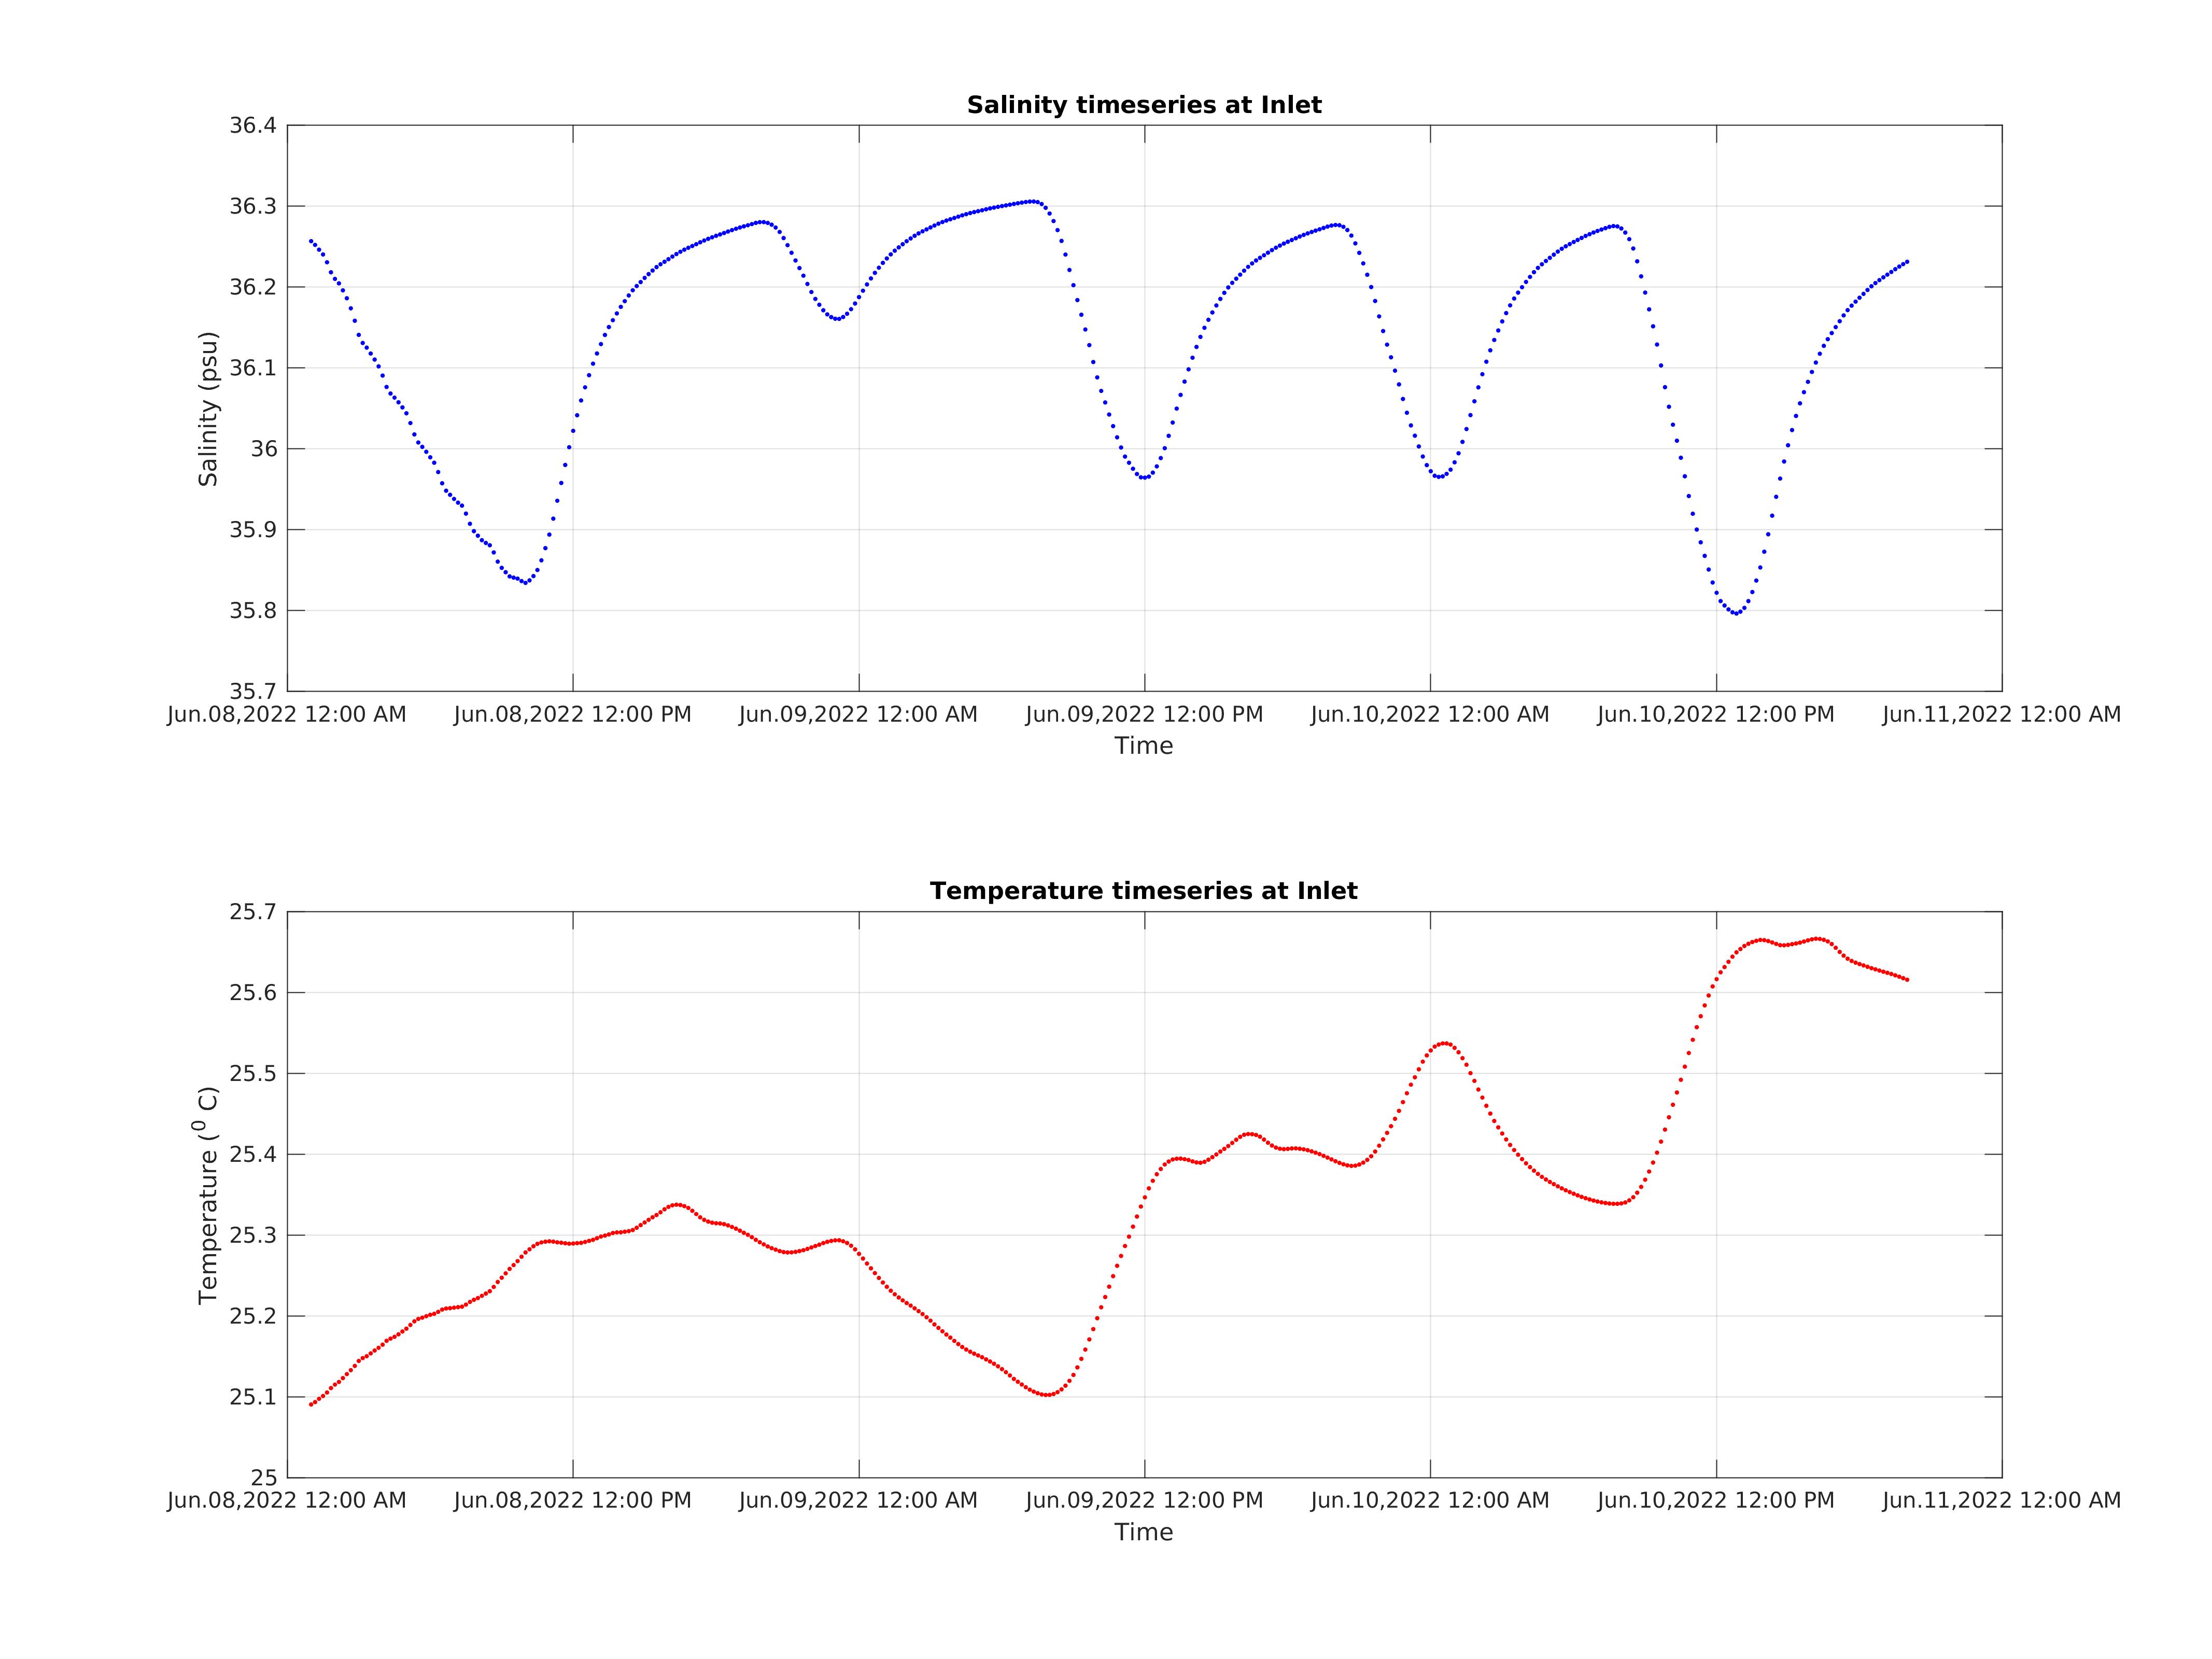 Salinity timeseries at Inlet
36.4
36.3
36.2
36.1
36
35.9
35.8
35.7
Salinity (psu)
Jun.08,2022 12:00 AM Jun.08,2022 12:00 PM Jun.09,2022 12:00 AM Jun.09,2022 12:00 PM Jun.10,2022 12:00 AM Jun.10,2022 12:00 PM Jun.11,2022 12:00 AM
Time
Temperature timeseries at Inlet
25.7
25.6
25.5
25.4
25.3
25.2
25.1
25
Temperature (⁰ C)
Jun.08,2022 12:00 AM Jun.08,2022 12:00 PM Jun.09,2022 12:00 AM Jun.09,2022 12:00 PM Jun.10,2022 12:00 AM Jun.10,2022 12:00 PM Jun.11,2022 12:00 AM
Time